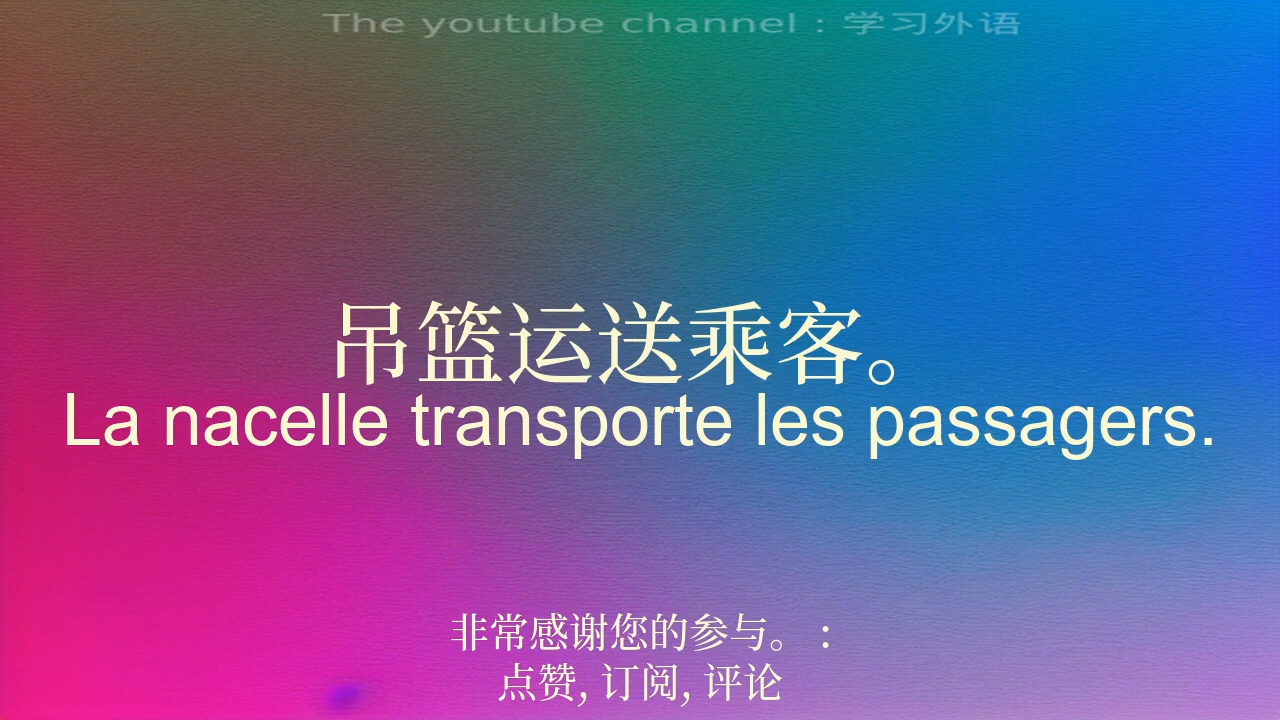 The youtube channel : 学习外语
吊篮运送乘客。
La nacelle transporte les passagers.
非常感谢您的参与。 :
点赞, 订阅, 评论